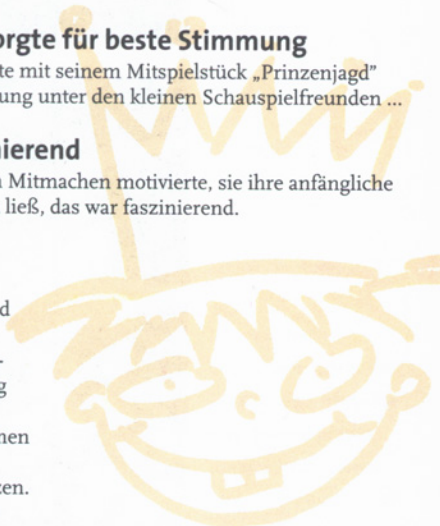 orgte für beste Stimmung
te mit seinem Mitspielstück „Prinzenjagd”
ung unter den kleinen Schauspielfreunden ...
ierend
Mitmachen motivierte, sie ihre anfängliche
ließ, das war faszinierend.
d
-
g
nen
en.